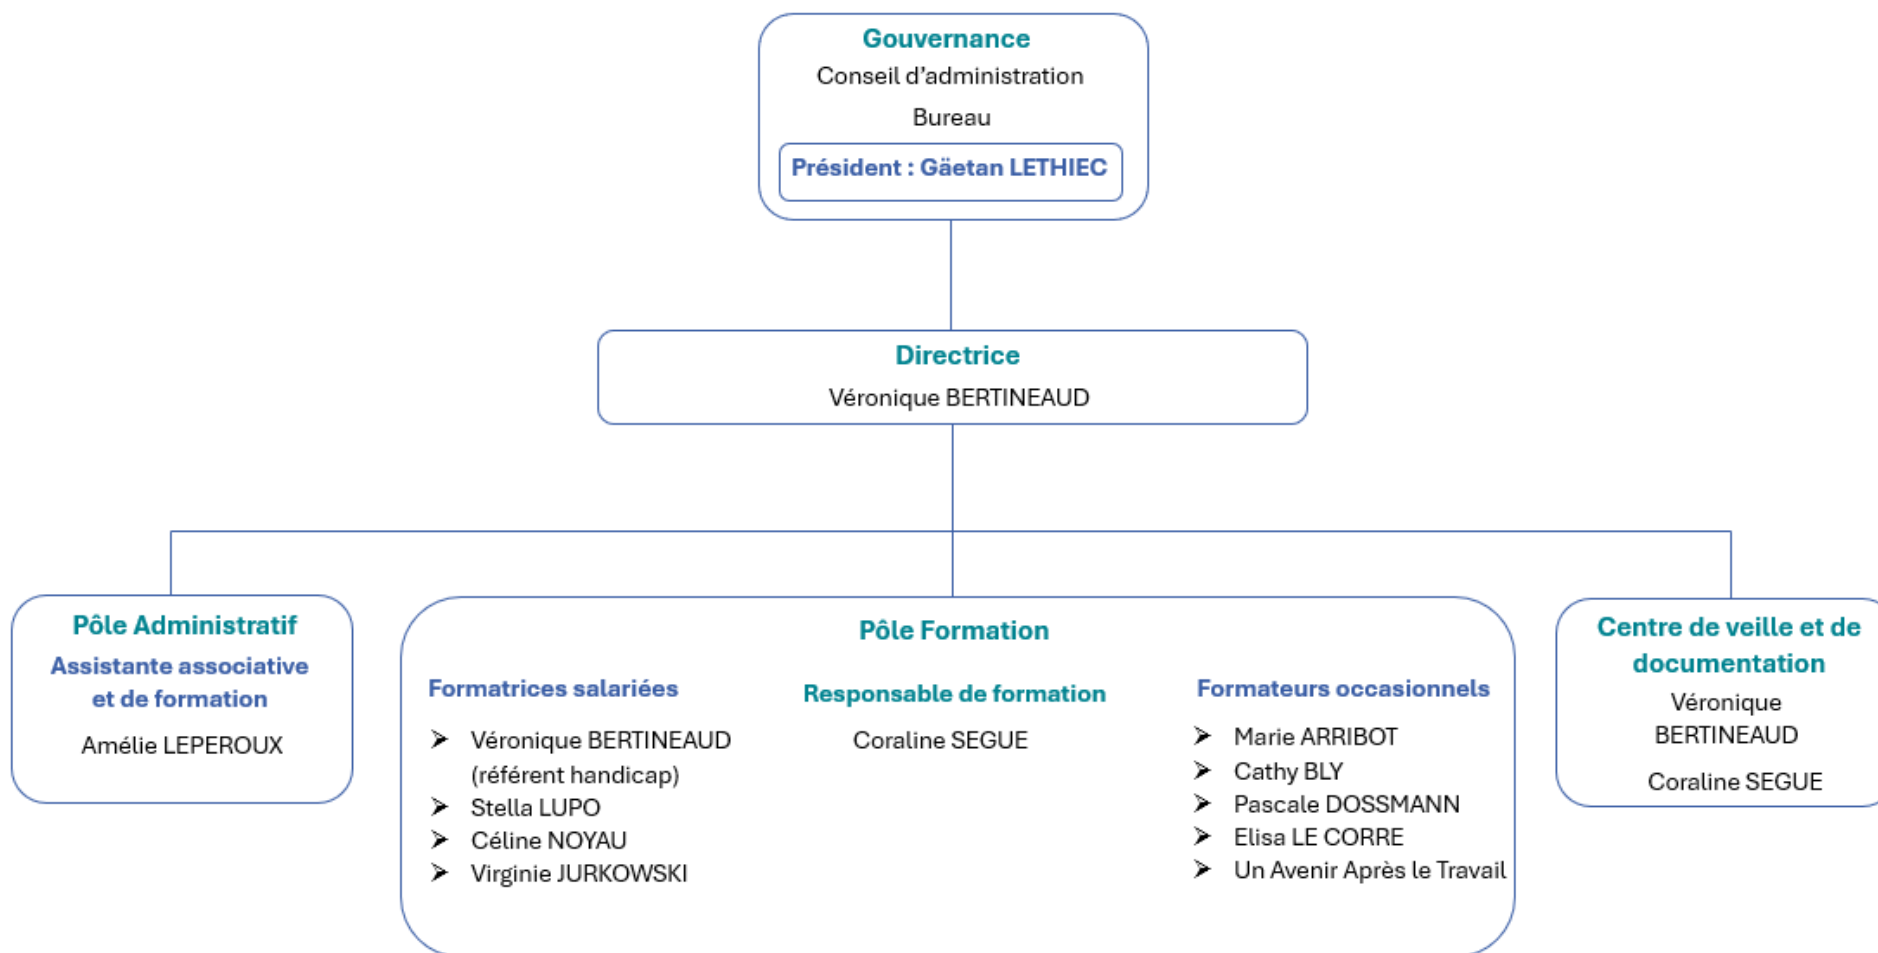 Gouvernance
Conseil d'administration
Bureau
Président : Gäetan LETHIEC
Directrice
Véronique BERTINEAUD
Pôle Administratif
Assistante associative
et de formation
Amélie LEPEROUX
Pôle Formation
Formatrices salariées
➢ Véronique BERTINEAUD
(référent handicap)
➢ Stella LUPO
➢ Céline NOYAU
➢ Virginie JURKOWSKI
Responsable de formation
Coraline SEGUE
Formateurs occasionnels
➢ Marie ARRIBOT
➢ Cathy BLY
➢ Pascale DOSSMANN
➢ Elisa LE CORRE
➢ Un Avenir Après le Travail
Centre de veille et de
documentation
Véronique
BERTINEAUD
Coraline SEGUE